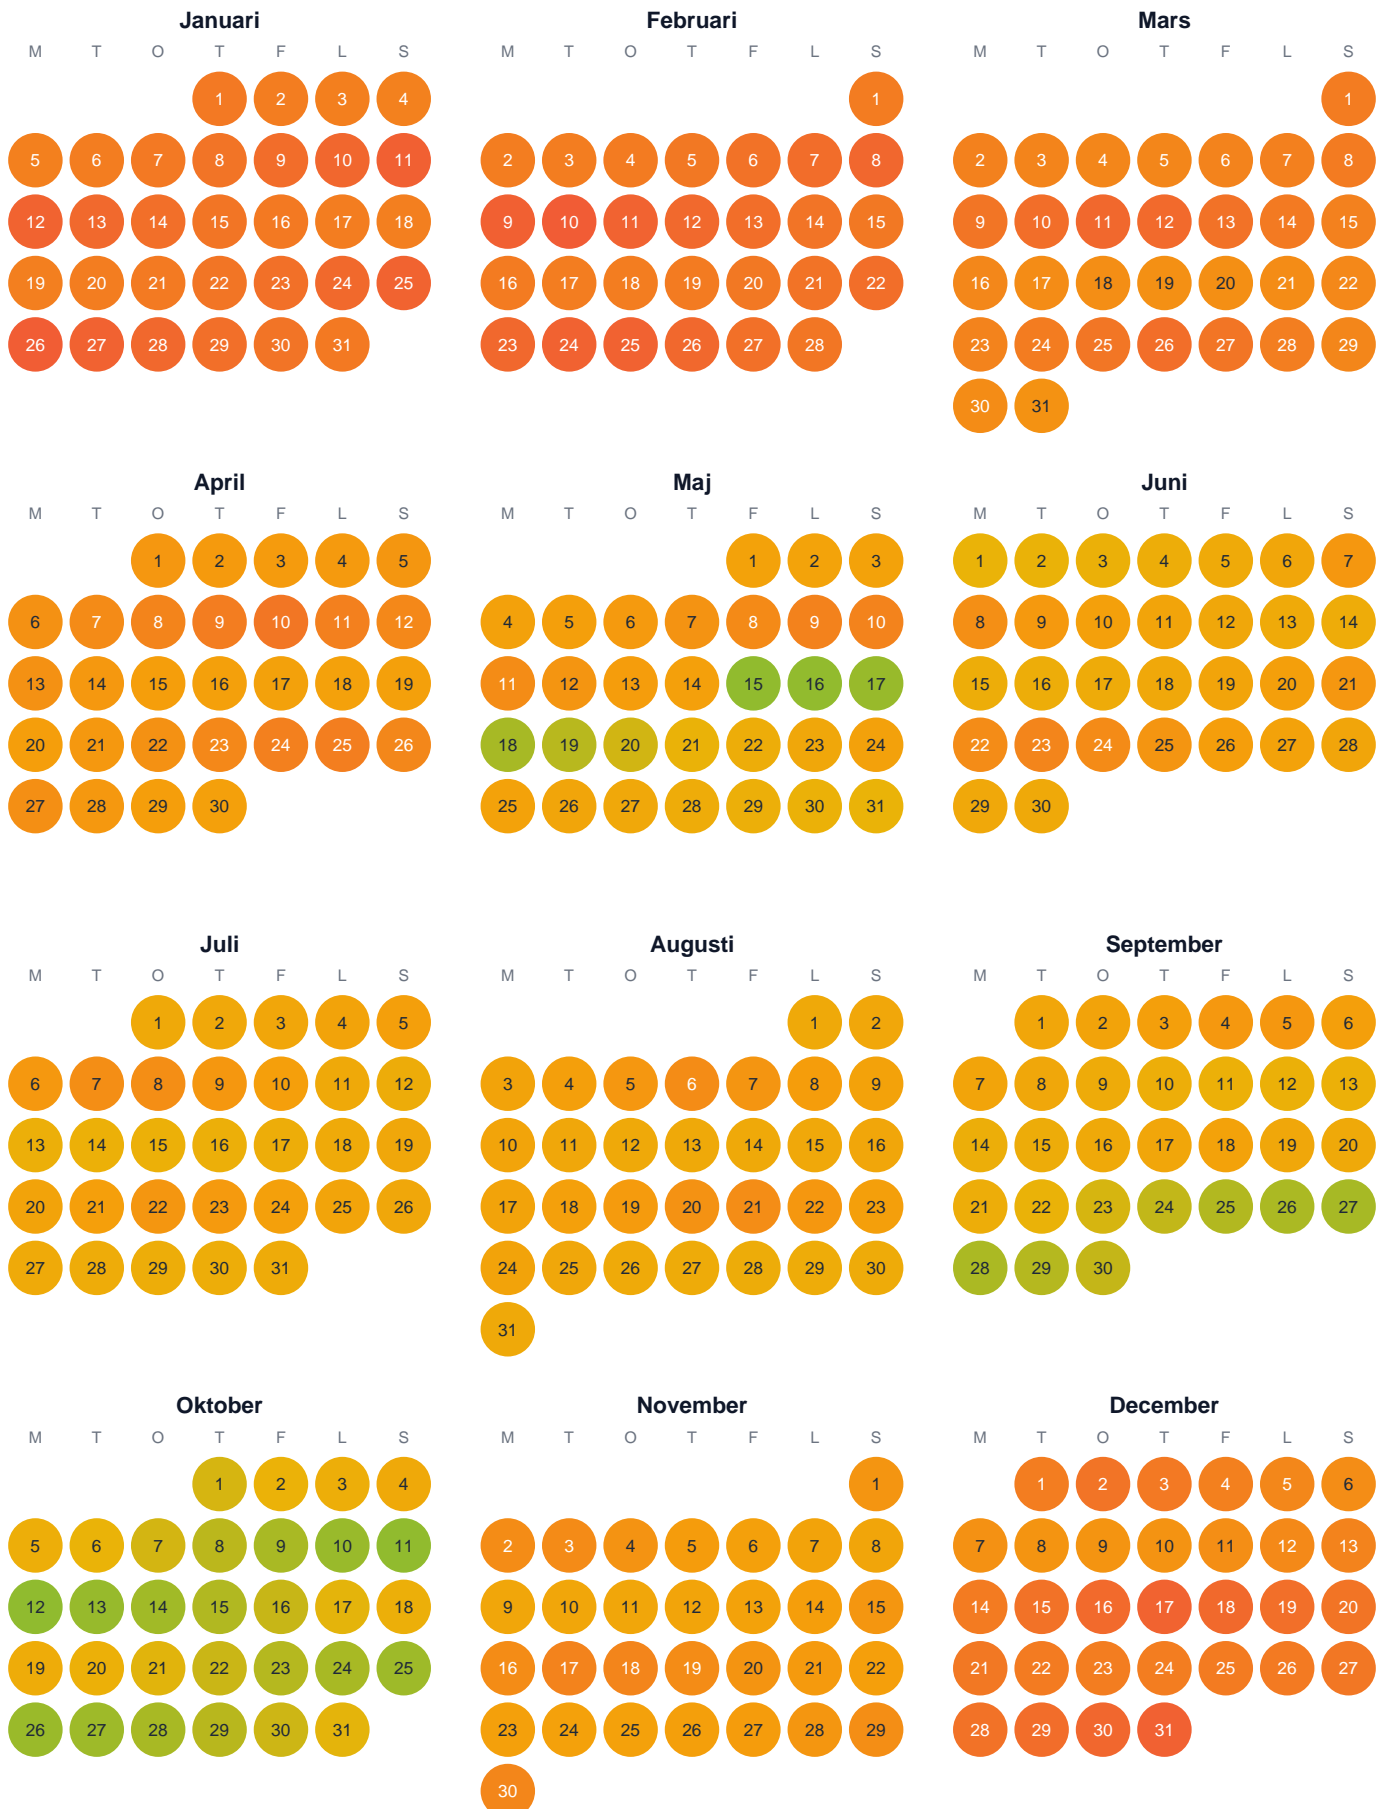 Januari Februari Mars
M T O T F L S M T O T F L S M T O T F L S
1 2 3 4 1 1
5 6 7 8 9 10 11 2 3 4 5 6 7 8 2 3 4 5 6 7 8
12 13 14 15 16 17 18 9 10 11 12 13 14 15 9 10 11 12 13 14 15
19 20 21 22 23 24 25 16 17 18 19 20 21 22 16 17 18 19 20 21 22
26 27 28 29 30 31 23 24 25 26 27 28 23 24 25 26 27 28 29
30 31
April Maj Juni
M T O T F L S M T O T F L S M T O T F L S
1 2 3 4 5 1 2 3 1 2 3 4 5 6 7
6 7 8 9 10 11 12 4 5 6 7 8 9 10 8 9 10 11 12 13 14
13 14 15 16 17 18 19 11 12 13 14 15 16 17 15 16 17 18 19 20 21
20 21 22 23 24 25 26 18 19 20 21 22 23 24 22 23 24 25 26 27 28
27 28 29 30 25 26 27 28 29 30 31 29 30
Juli Augusti September
M T O T F L S M T O T F L S M T O T F L S
1 2 3 4 5 1 2 1 2 3 4 5 6
6 7 8 9 10 11 12 3 4 5 6 7 8 9 7 8 9 10 11 12 13
13 14 15 16 17 18 19 10 11 12 13 14 15 16 14 15 16 17 18 19 20
20 21 22 23 24 25 26 17 18 19 20 21 22 23 21 22 23 24 25 26 27
27 28 29 30 31 24 25 26 27 28 29 30 28 29 30
31
Oktober November December
M T O T F L S M T O T F L S M T O T F L S
1 2 3 4 1 1 2 3 4 5 6
5 6 7 8 9 10 11 2 3 4 5 6 7 8 7 8 9 10 11 12 13
12 13 14 15 16 17 18 9 10 11 12 13 14 15 14 15 16 17 18 19 20
19 20 21 22 23 24 25 16 17 18 19 20 21 22 21 22 23 24 25 26 27
26 27 28 29 30 31 23 24 25 26 27 28 29 28 29 30 31
30